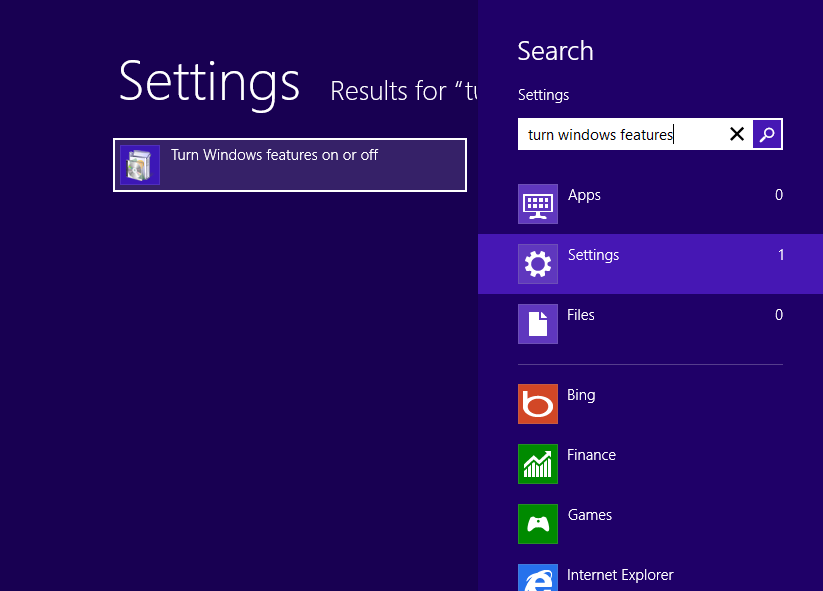 Settings
Results for “tu
Turn Windows features on or off
Search
Settings
turn windows features
Apps
0
Settings
1
Files
0
Bing
Finance
Games
Internet Explorer